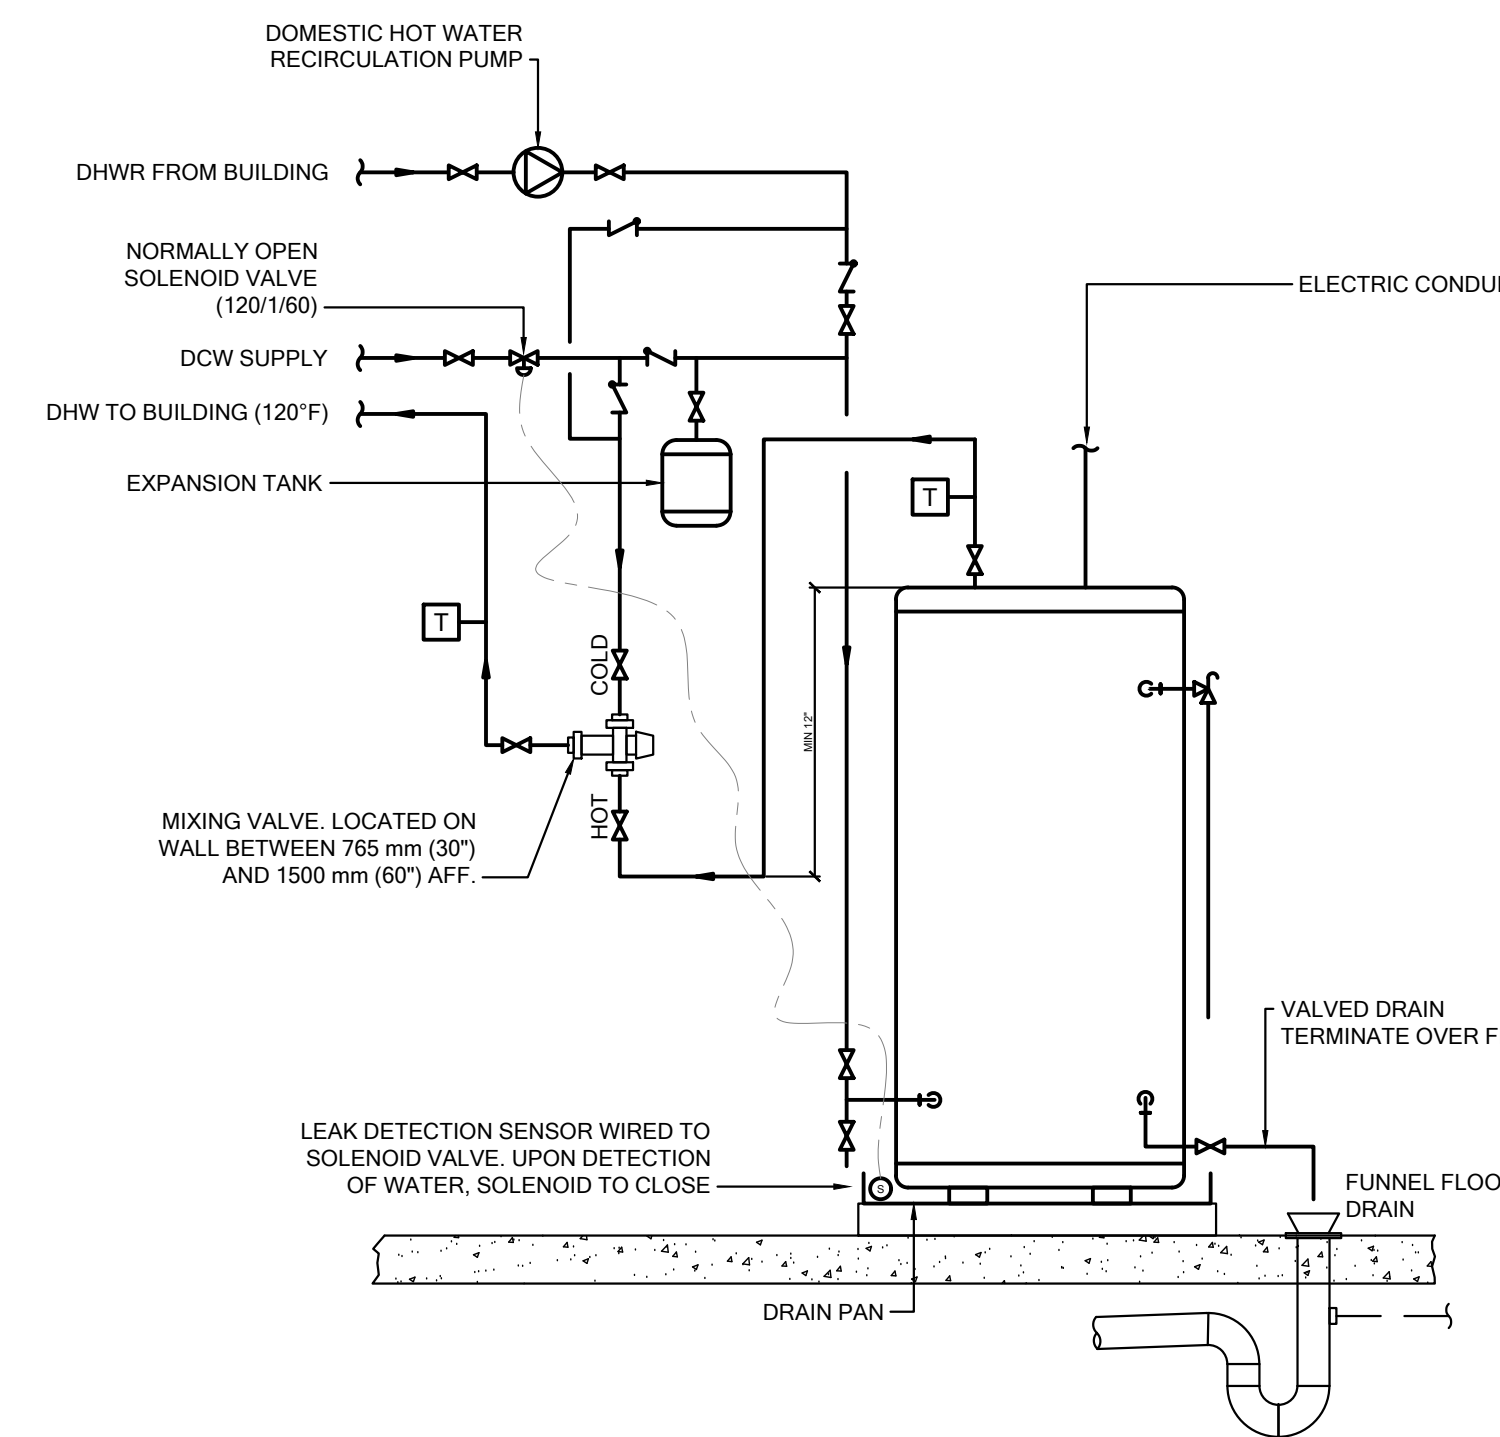 DOMESTIC HOT WATER
RECIRCULATION PUMP
DHWR FROM BUILDING
NORMALLY OPEN
SOLENOID VALVE
(120/1/60)
ELECTRIC CONDUI
DCW SUPPLY
DHW TO BUILDING (120°F)
EXPANSION TANK
T
T
COLD
MIN 12"
HOT
MIXING VALVE. LOCATED ON
WALL BETWEEN 765 mm (30")
AND 1500 mm (60") AFF.
VALVED DRAIN
TERMINATE OVER F
LEAK DETECTION SENSOR WIRED TO
SOLENOID VALVE. UPON DETECTION
OF WATER, SOLENOID TO CLOSE
S
FUNNEL FLOO
DRAIN
DRAIN PAN